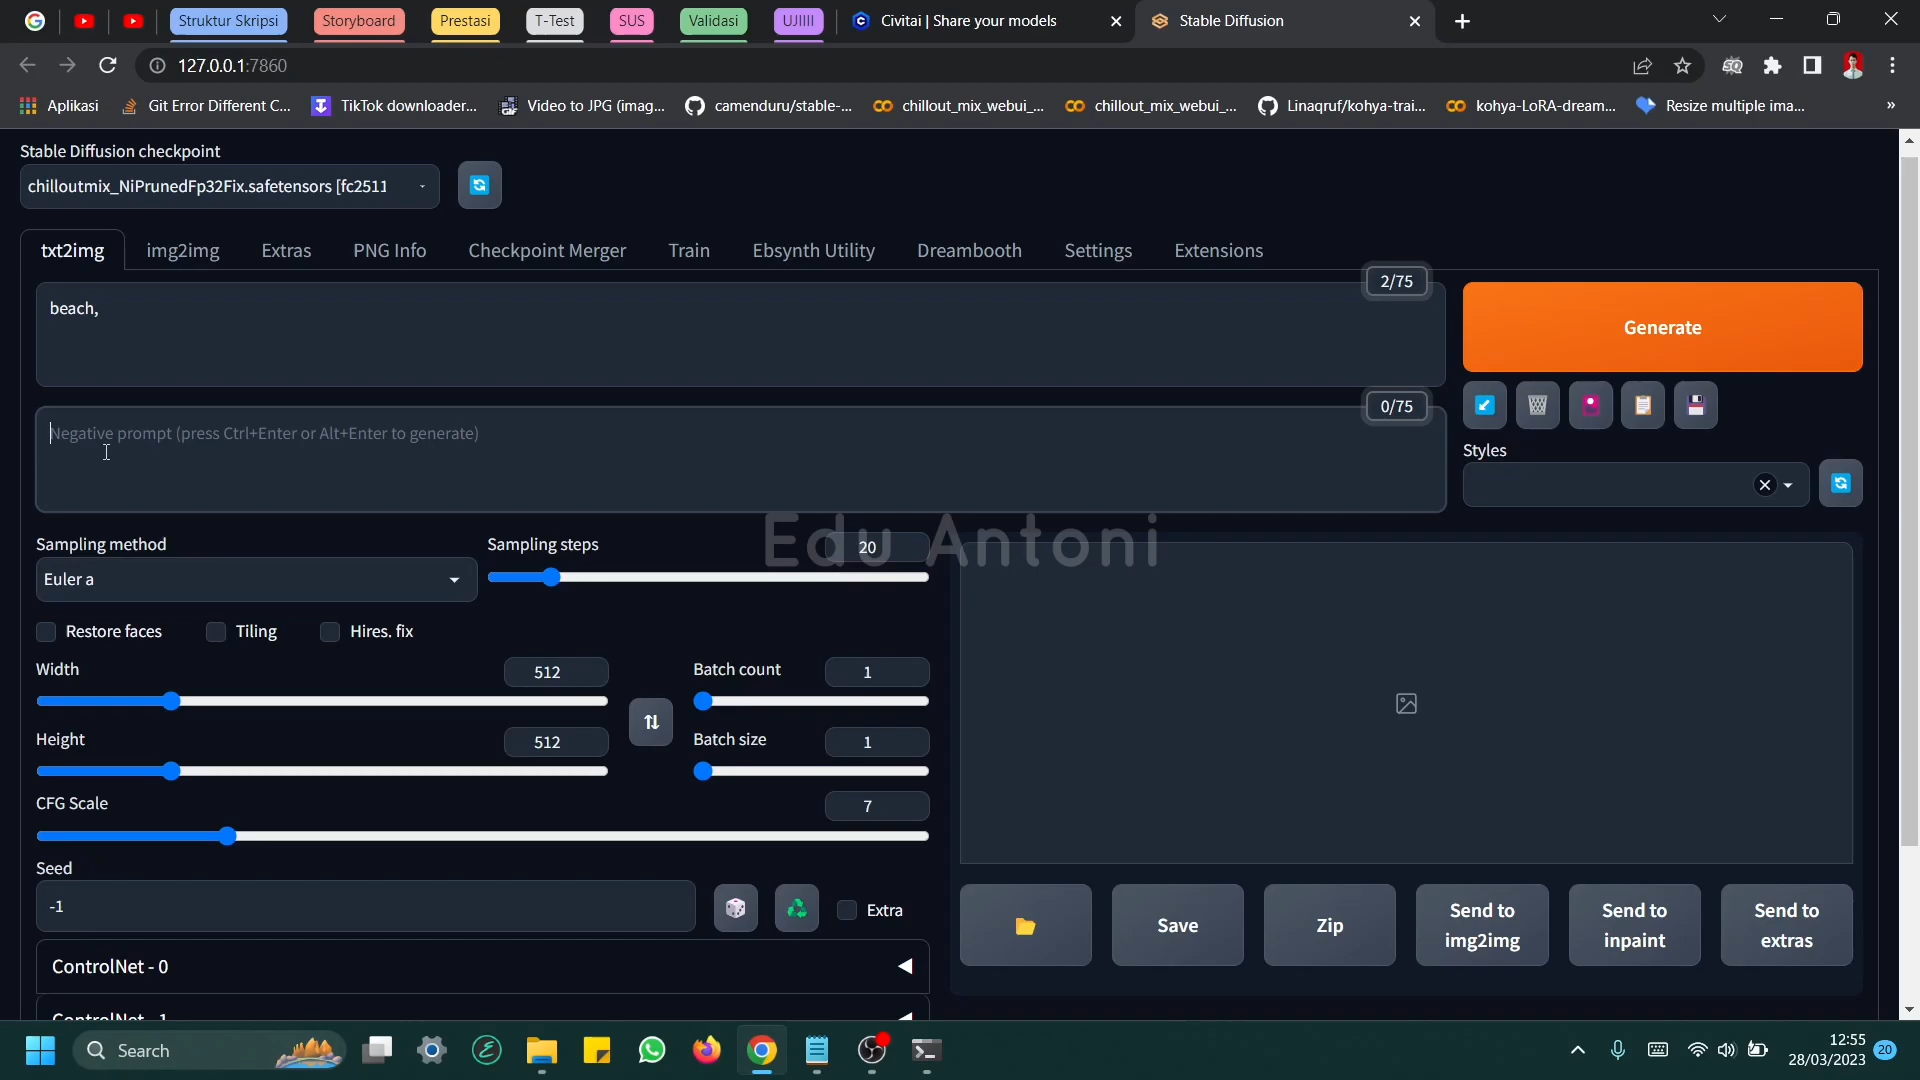 Struktur Skripsi
Storyboard
Prestasi
T-Test
SUS
Validasi
UJIIII
Civitai | Share your models
Stable Diffusion
127.0.0.1:7860
Aplikasi
Git Error Different C...
TikTok downloader...
Video to JPG (imag...
camenduru/stable-...
chillout_mix_webui_...
chillout_mix_webui_...
Linaqruf/kohya-trai...
kohya-LoRA-dream...
Resize multiple ima...
»
Stable Diffusion checkpoint
chilloutmix_NiPrunedFp32Fix.safetensors [fc2511
txt2img
img2img
Extras
PNG Info
Checkpoint Merger
Train
Ebsynth Utility
Dreambooth
Settings
Extensions
2/75
beach,
Generate
0/75
Negative prompt (press Ctrl+Enter or Alt+Enter to generate)
Styles
Edu Antoni
Sampling method
Euler a
Sampling steps
20
Restore faces
Tiling
Hires. fix
Width
512
Batch count
1
Height
512
Batch size
1
CFG Scale
7
Seed
-1
Extra
Save
Zip
Send to
img2img
Send to
inpaint
Send to
extras
ControlNet - 0
ControlNet - 1
Search
12:55
28/03/2023
20